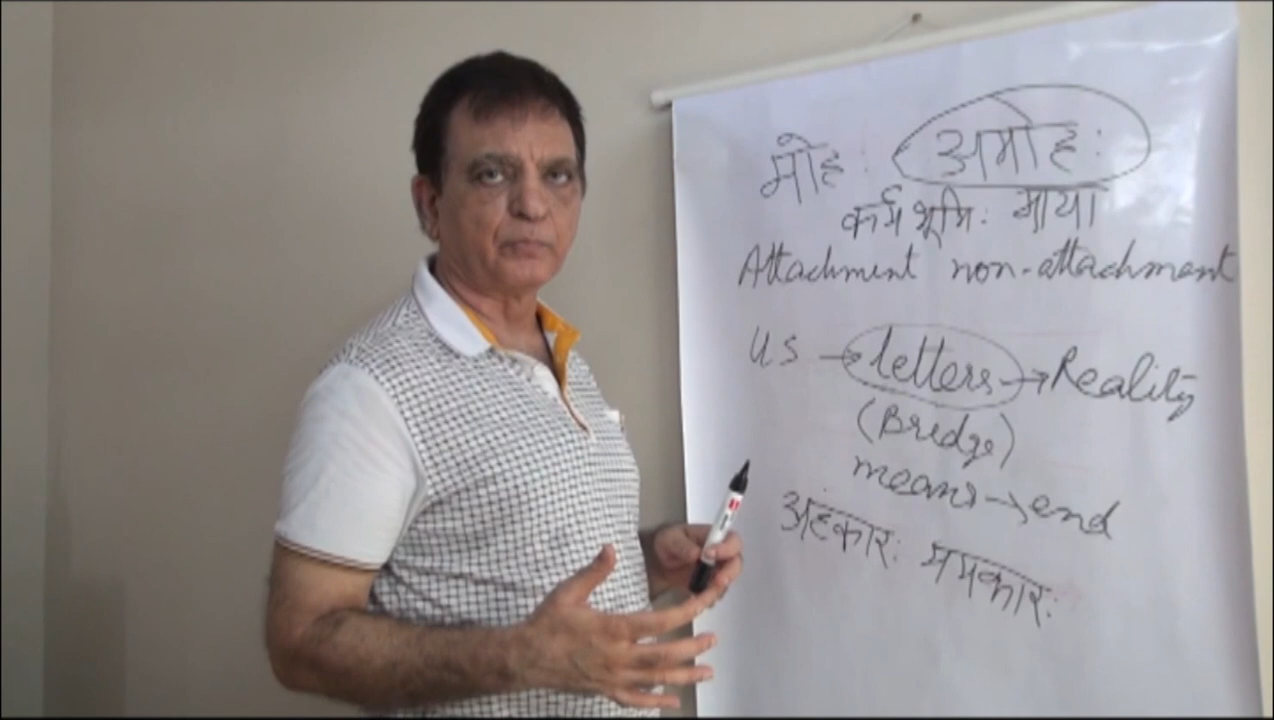 मोहः अमोहः
कर्मभूमिः माया
Attachment non-attachment
US → letters → Reality
(Bridge)
means → end
अहंकारः ममकारः